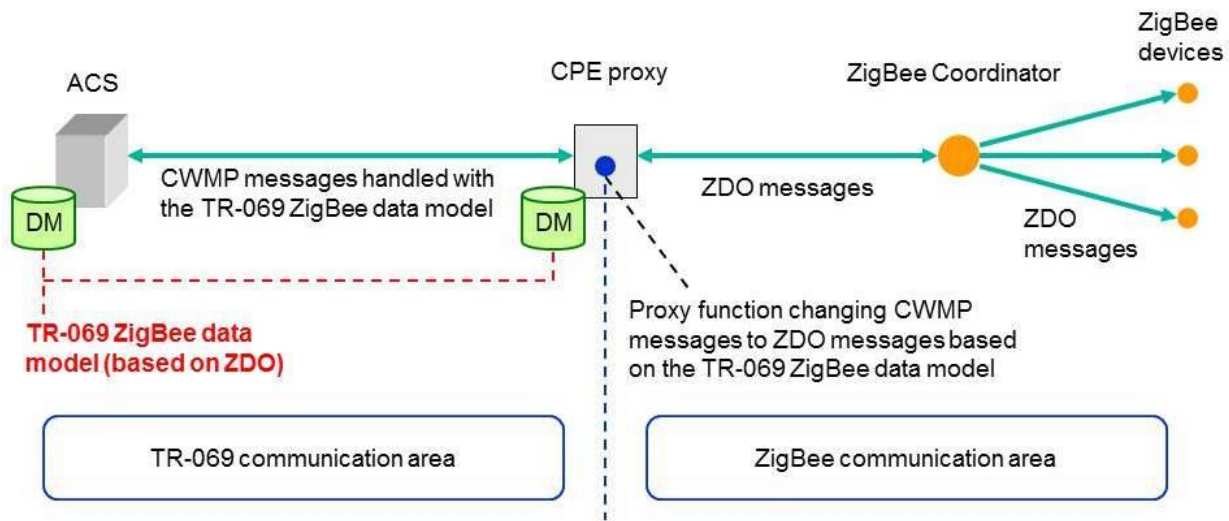 ZigBee
devices
CPE proxy
ZigBee Coordinator
ACS
CWMP messages handled with
the TR-069 ZigBee data model
ZDO messages
DM
DM
ZDO
messages
TR-069 ZigBee data
model (based on ZDO)
Proxy function changing CWMP
messages to ZDO messages based
on the TR-069 ZigBee data model
TR-069 communication area
ZigBee communication area